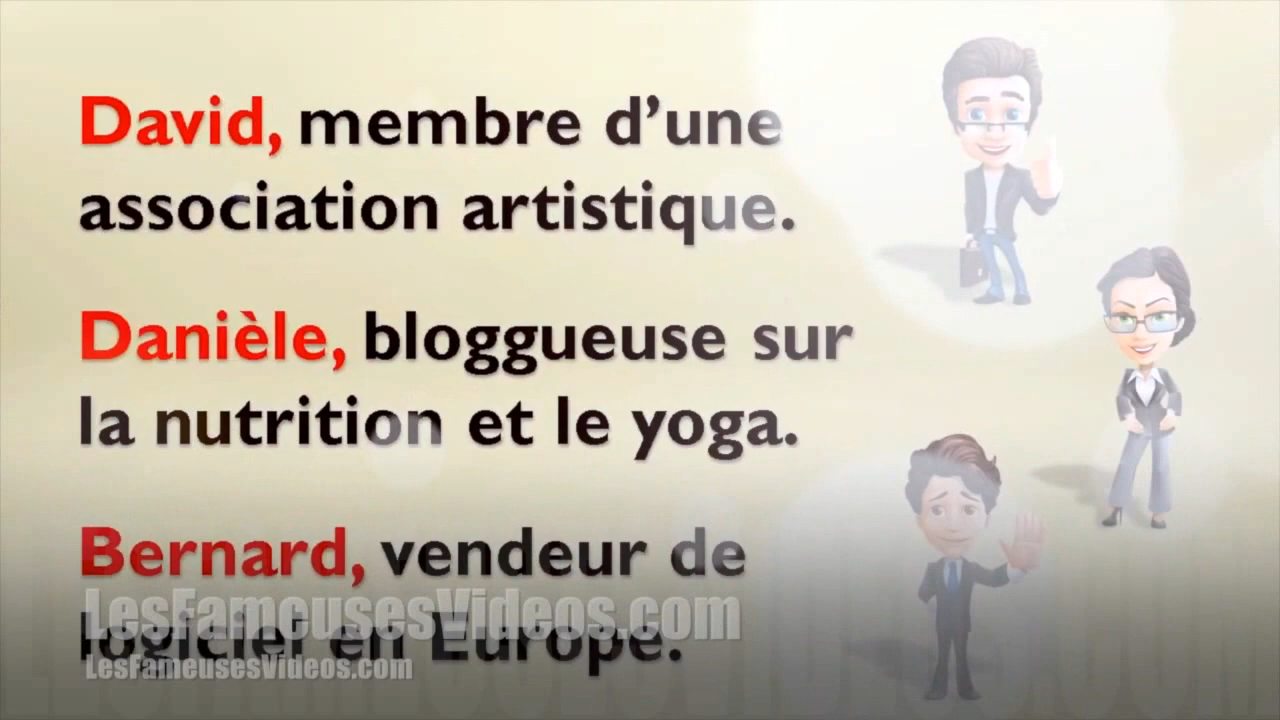 David, membre d’une
association artistique.
Danièle, bloggueuse sur
la nutrition et le yoga.
Bernard, vendeur de
LesFameusesVideos.com
logiciel en Europe.
LesFameusesVideos.com